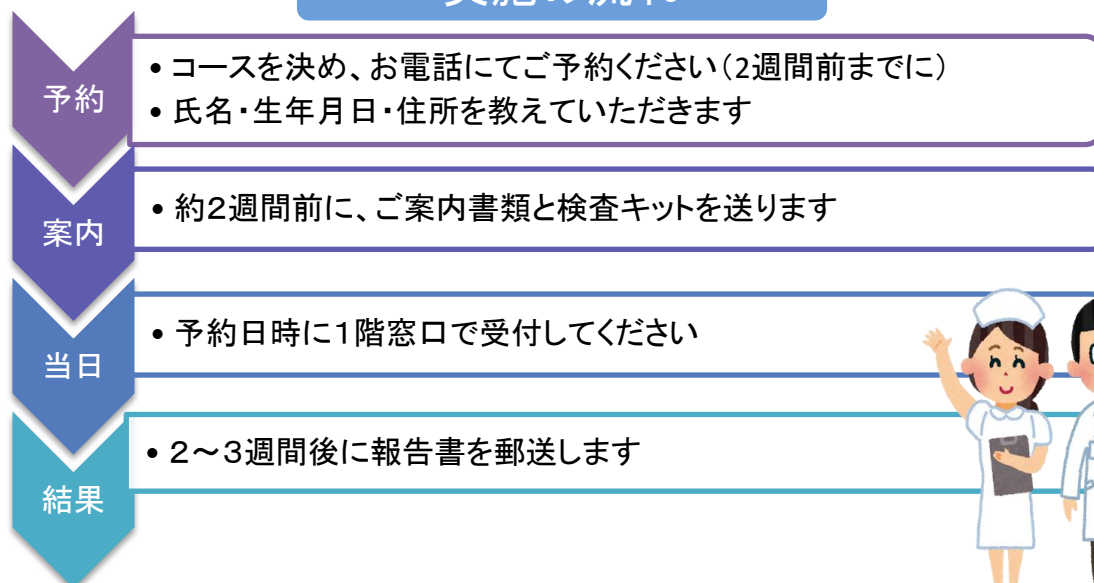 予約
• コースを決め、お電話にてご予約ください(2週間前までに)
• 氏名・生年月日・住所を教えていただきます
案内
• 約2週間前に、ご案内書類と検査キットを送ります
当日
• 予約日時に1階窓口で受付してください
結果
• 2~3週間後に報告書を郵送します